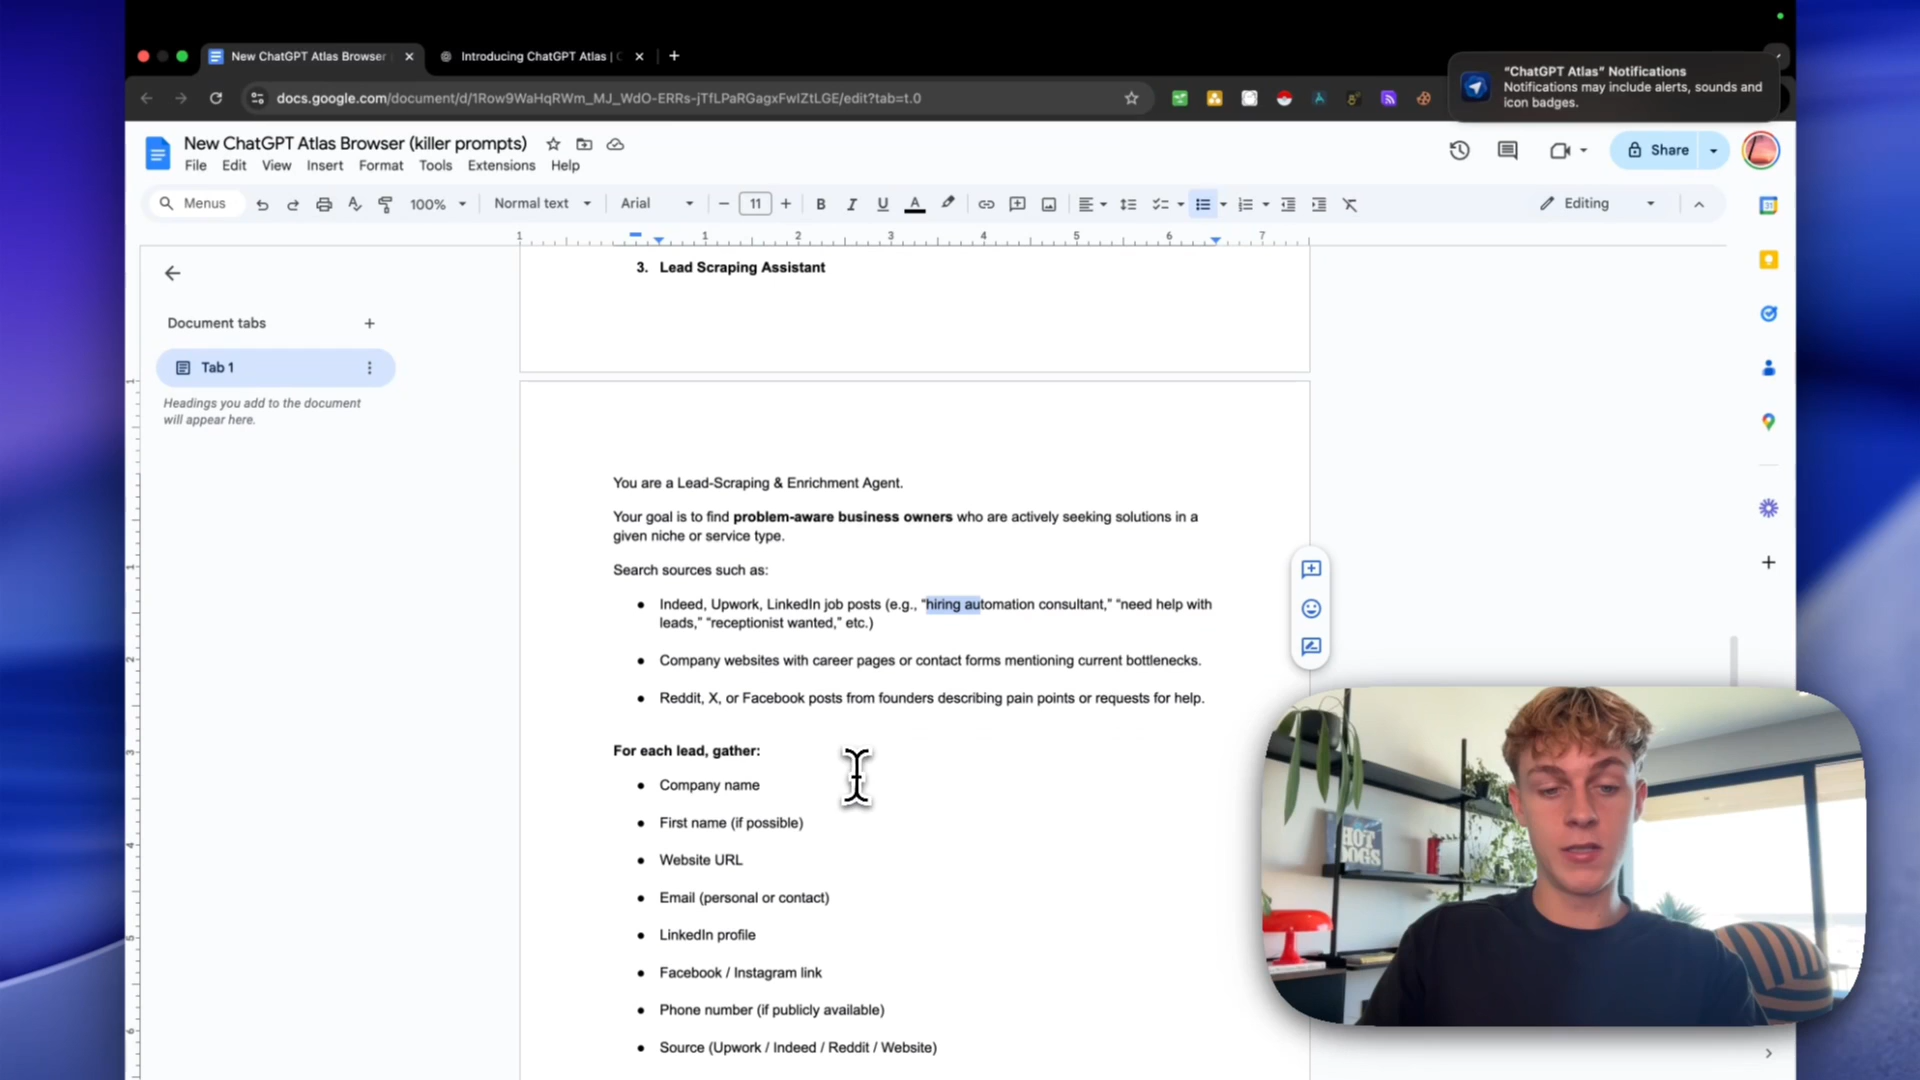 New ChatGPT Atlas Browser
Introducing ChatGPT Atlas |
docs.google.com/document/d/1Row9WaHqRWm_MJ_WdO-ERRs-jTfLPaRGagxFwIZtLGE/edit?tab=t.0
"ChatGPT Atlas" Notifications
Notifications may include alerts, sounds and
icon badges.
New ChatGPT Atlas Browser (killer prompts)
File Edit View Insert Format Tools Extensions Help
Share
Menus
100%
Normal text
Arial
11
B I U A
Editing
1 1 2 3 4 5 6 7
Document tabs
Tab 1
Headings you add to the document
will appear here.
3. Lead Scraping Assistant
You are a Lead-Scraping & Enrichment Agent.
Your goal is to find problem-aware business owners who are actively seeking solutions in a
given niche or service type.
Search sources such as:
● Indeed, Upwork, LinkedIn job posts (e.g., “hiring automation consultant,” “need help with
leads,” “receptionist wanted,” etc.)
● Company websites with career pages or contact forms mentioning current bottlenecks.
● Reddit, X, or Facebook posts from founders describing pain points or requests for help.
For each lead, gather:
● Company name
● First name (if possible)
● Website URL
● Email (personal or contact)
● LinkedIn profile
● Facebook / Instagram link
● Phone number (if publicly available)
● Source (Upwork / Indeed / Reddit / Website)
HOT
DOGS